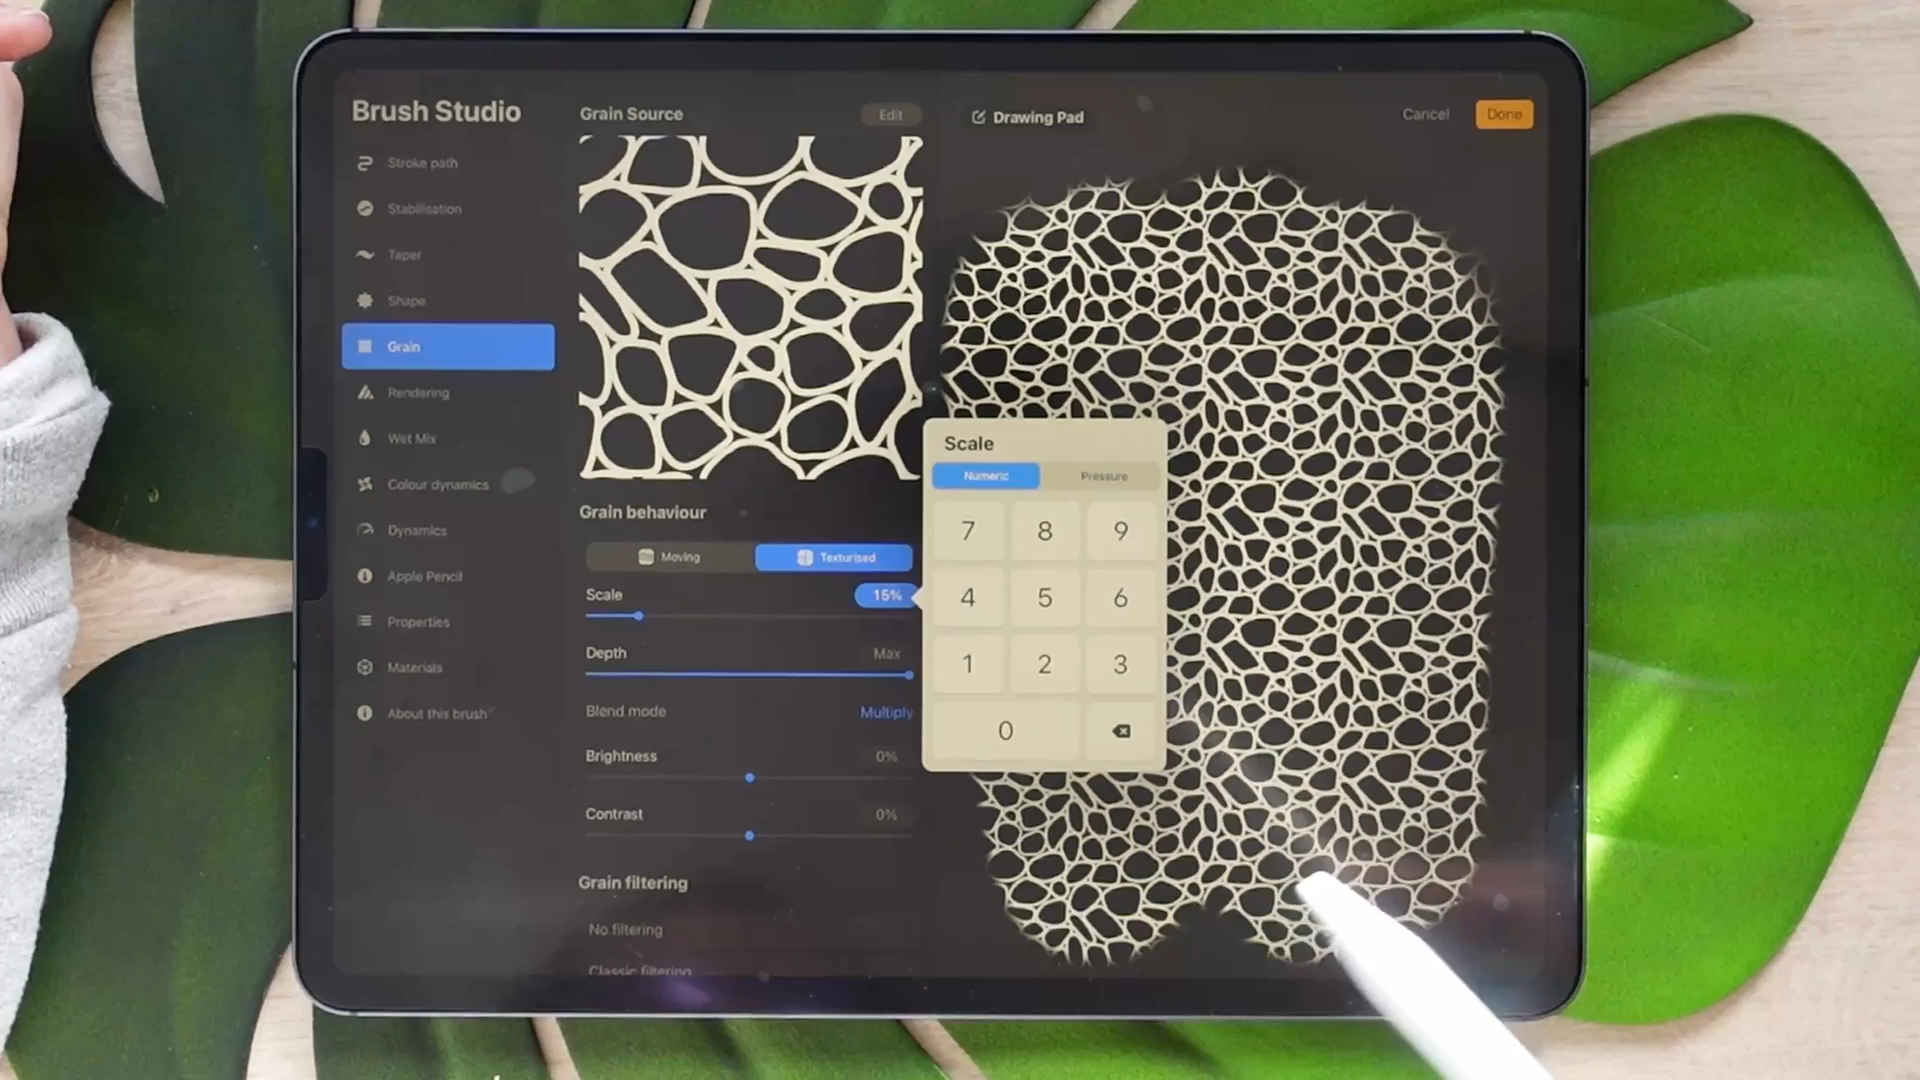 Brush Studio
Stroke path
Stabilisation
Taper
Shape
Grain
Rendering
Wet Mix
Colour dynamics
Dynamics
Apple Pencil
Properties
Materials
About this brush
Grain Source
Edit
Grain behaviour
Moving
Texturised
Scale
15%
Depth
Max
Blend mode
Multiply
Brightness
0%
Contrast
0%
Grain filtering
No filtering
Classic filtering
Drawing Pad
Cancel
Done
Scale
Numeric
Pressure
7 8 9
4 5 6
1 2 3
0